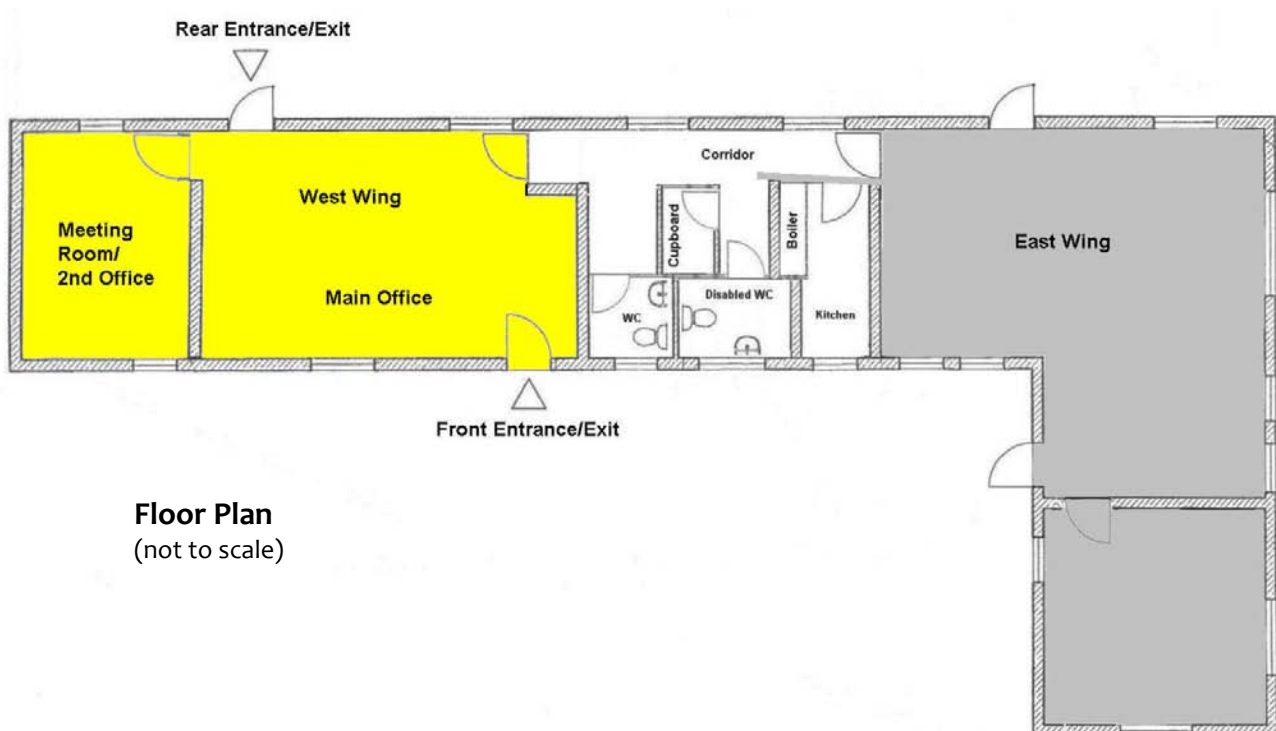 Rear Entrance/Exit
Corridor
West Wing
Meeting
Room/
2nd Office
Main Office
Cupboard
Boiler
East Wing
WC
Disabled WC
Kitchen
Front Entrance/Exit
Floor Plan
(not to scale)